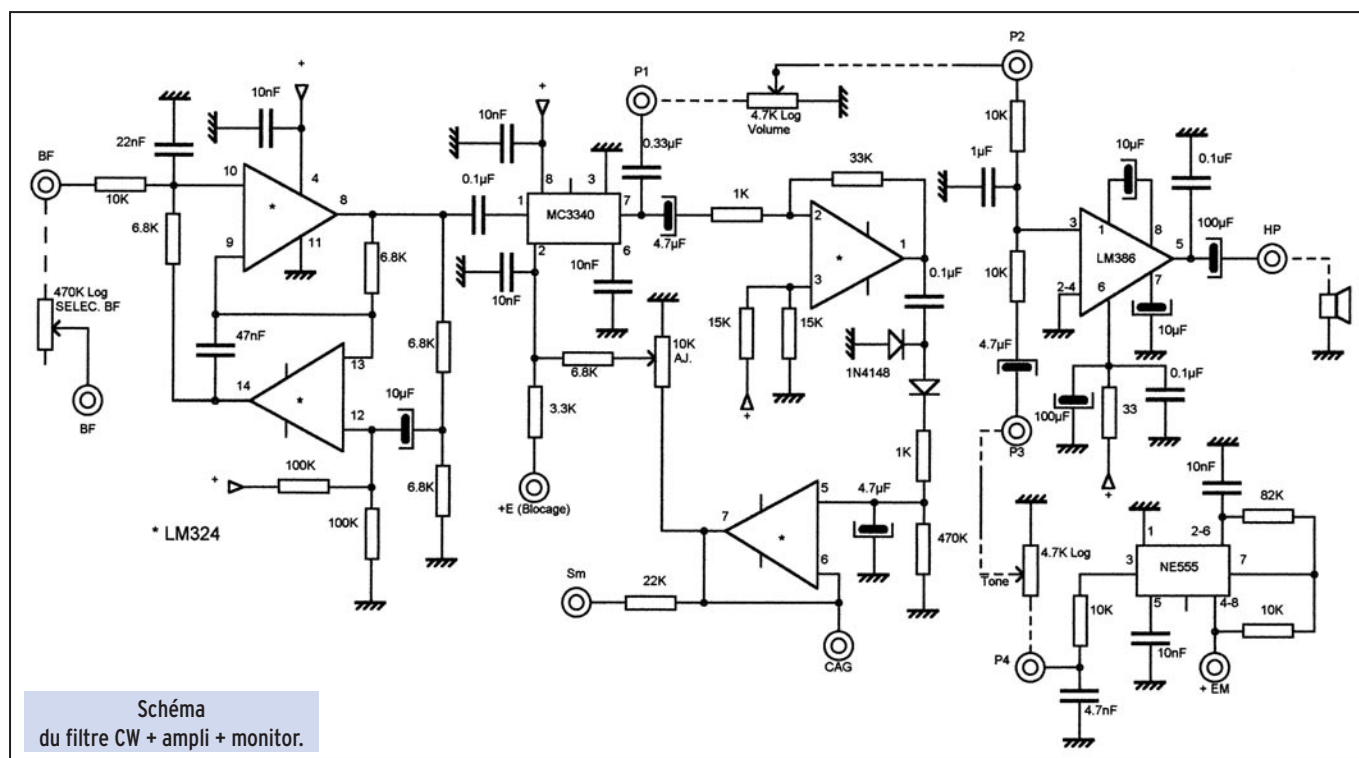 P2
+
10nF
+
P1
10nF
10K
4.7K Log
Volume
22nF
0.33µF
33K
1µF
10µF
0.1uF
BF
10
4
0.1µF
8
3
100µF
HP
10K
8
1
MC3340
7
1K
2
*
3
1
8
5
6.8K
9
11
6.8K
2
6
4.7µF
*
1
10K
LM386
10nF
3
0.1µF
2-4
6
7
470K Log
SELEC. BF
10nF
15K
15K
10µF
47nF
13
6.8K
6.8K
10K
AJ.
1N4148
4.7µF
0.1µF
14
*
10µF
12
3.3K
+
100µF
33
BF
1K
P3
10nF
100K
+
6.8K
+E (Blocage)
4.7µF
5
7
+
82K
100K
*
470K
1
2-6
* LM324
6
4.7K Log
3
NE555
7
Sm
22K
Tone
5
4-8
10K
10K
10nF
P4
CAG
+ EM
4.7nF
Schéma
du filtre CW + ampli + monitor.